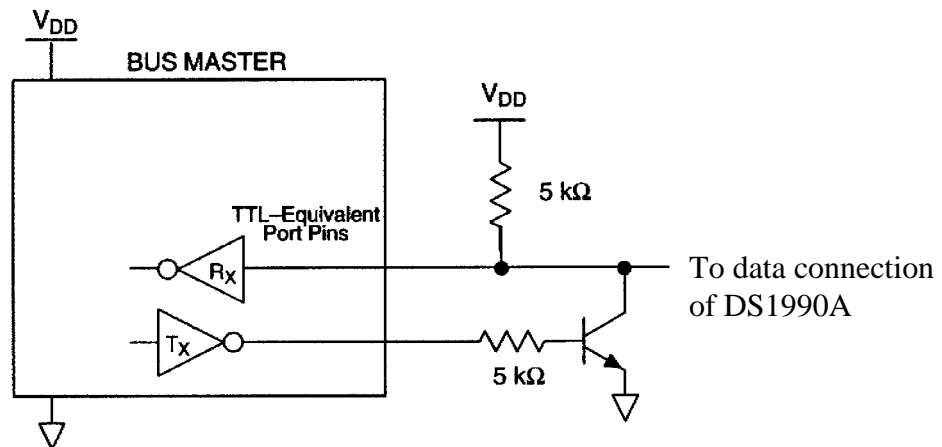 VDD
BUS MASTER
VDD
5 kΩ
TTL–Equivalent
Port Pins
RX
To data connection
of DS1990A
TX
5 kΩ